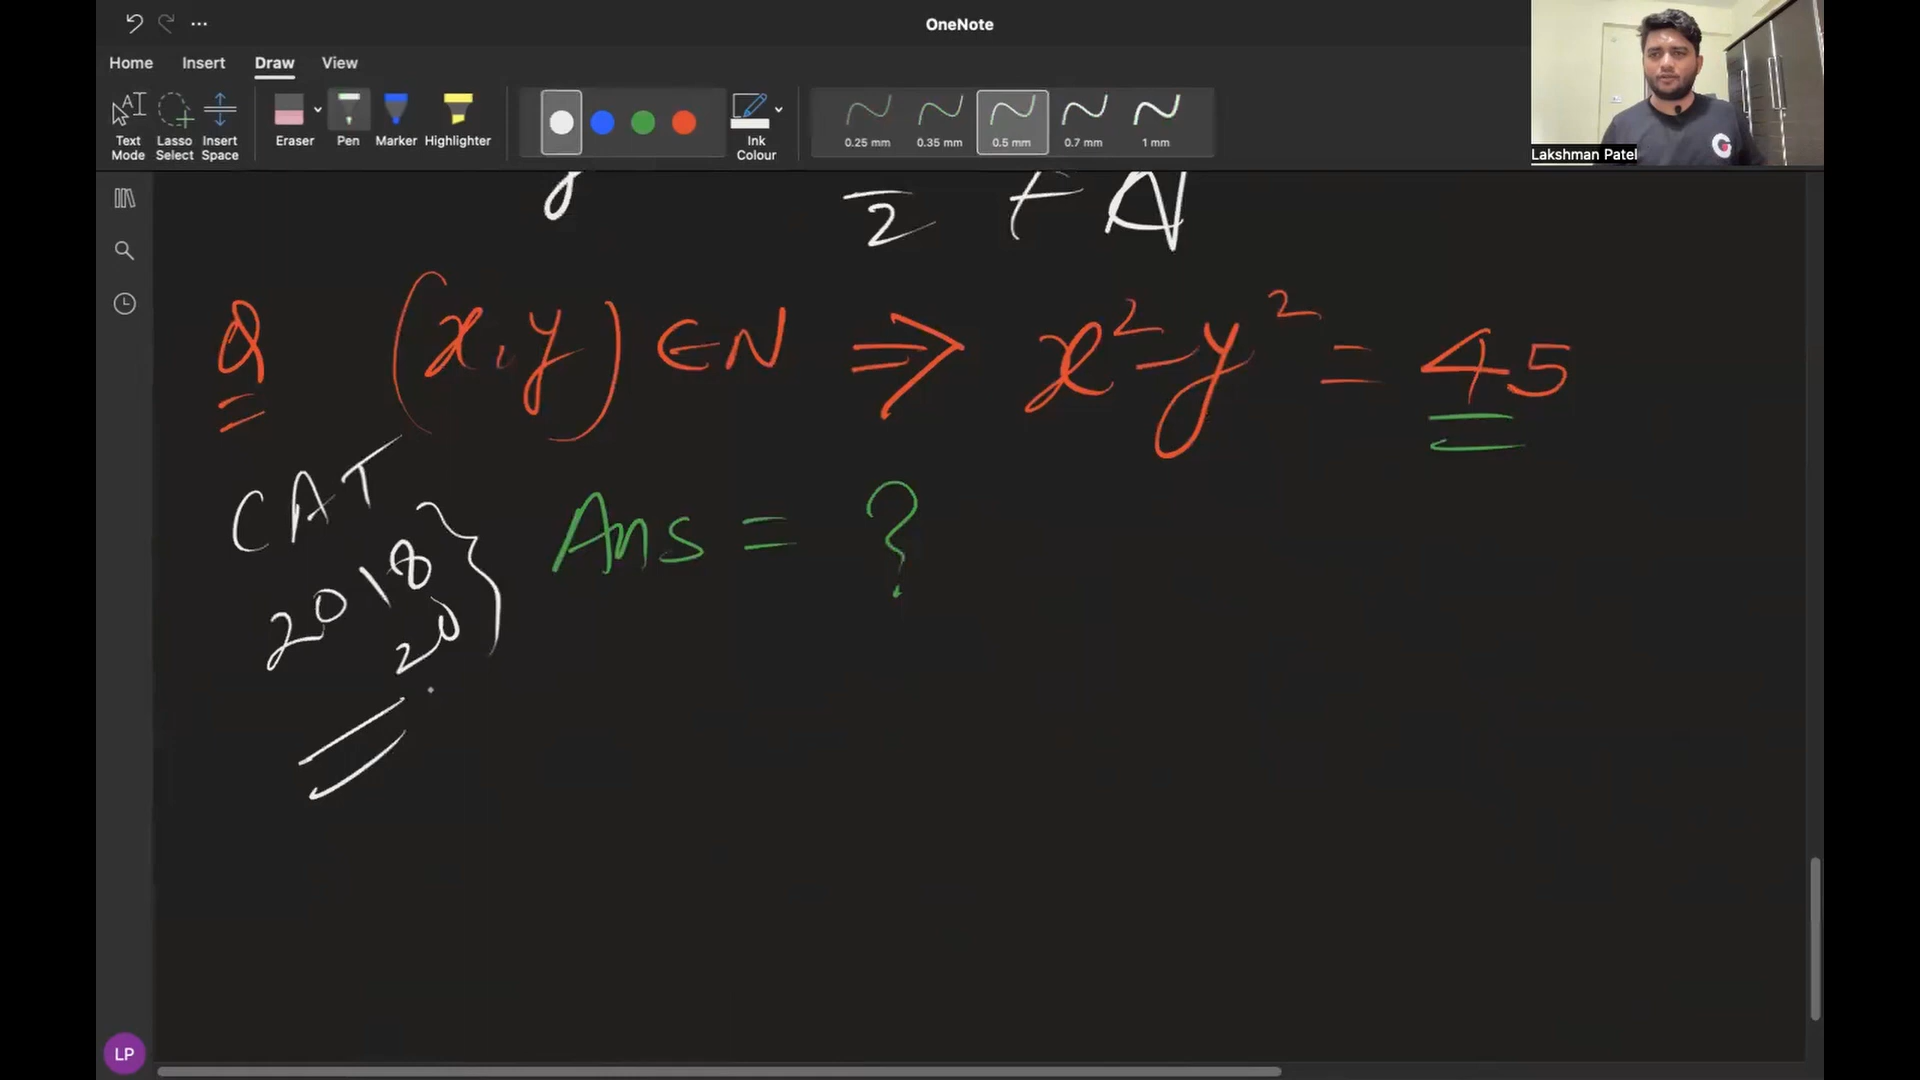 OneNote
Home Insert Draw View
Text Mode
Lasso Select
Insert Space
Eraser
Pen
Marker
Highlighter
Ink Colour
0.25 mm
0.35 mm
0.5 mm
0.7 mm
1 mm
Lakshman Patel
2 + A
Q (x,y) ∈ N ⇒ x² - y² = 45
CAT
2018
20
Ans = ?
LP